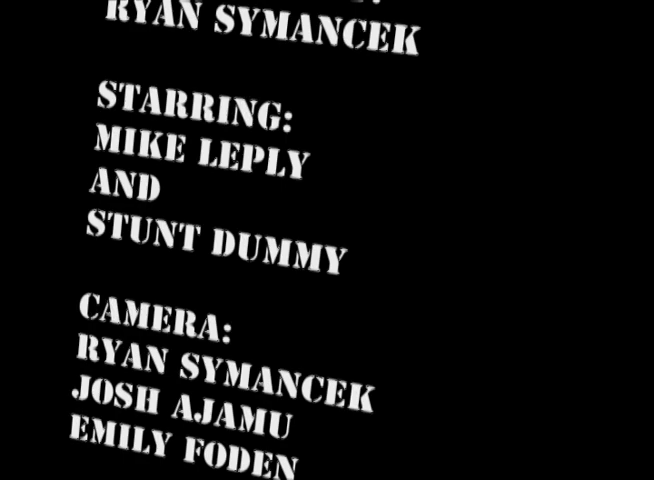 RYAN SYMANCEK
STARRING:
MIKE LEPLY
AND
STUNT DUMMY
CAMERA:
RYAN SYMANCEK
JOSH AJAMU
EMILY FODEN